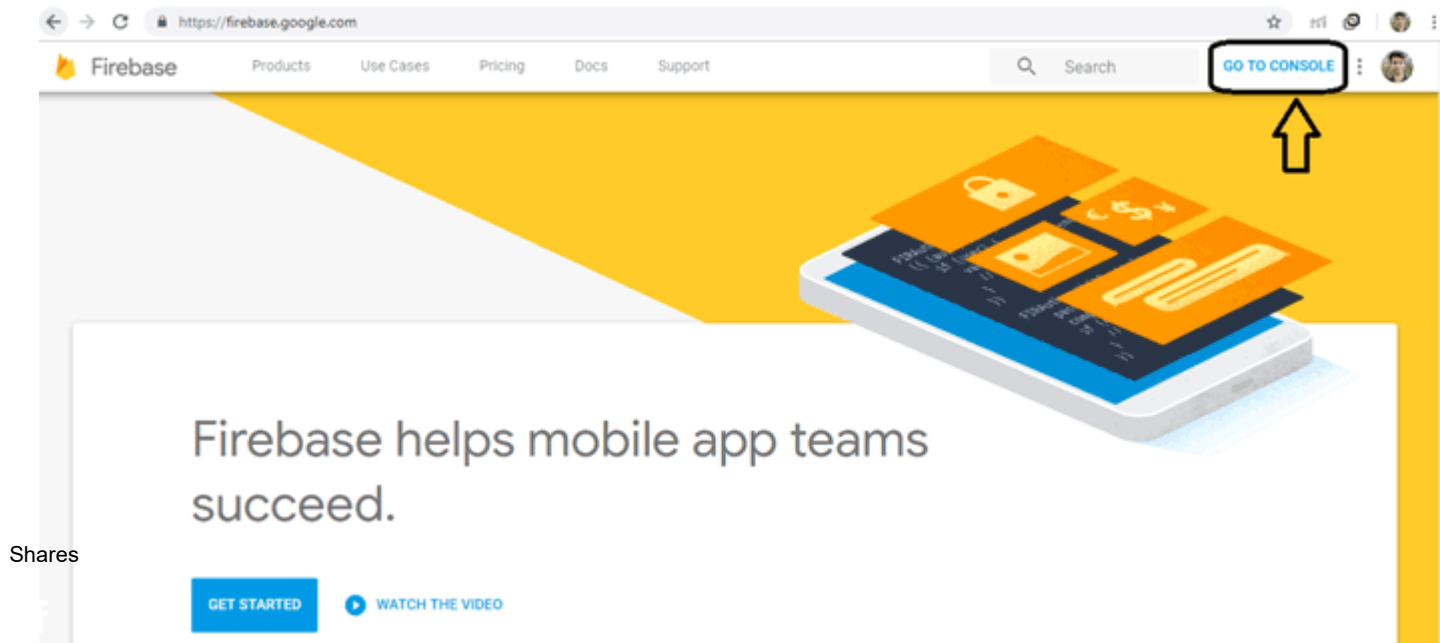 https://firebase.google.com
Firebase Products Use Cases Pricing Docs Support Search GO TO CONSOLE
€ $ ¥
Firebase helps mobile app teams
succeed.
Shares
GET STARTED WATCH THE VIDEO